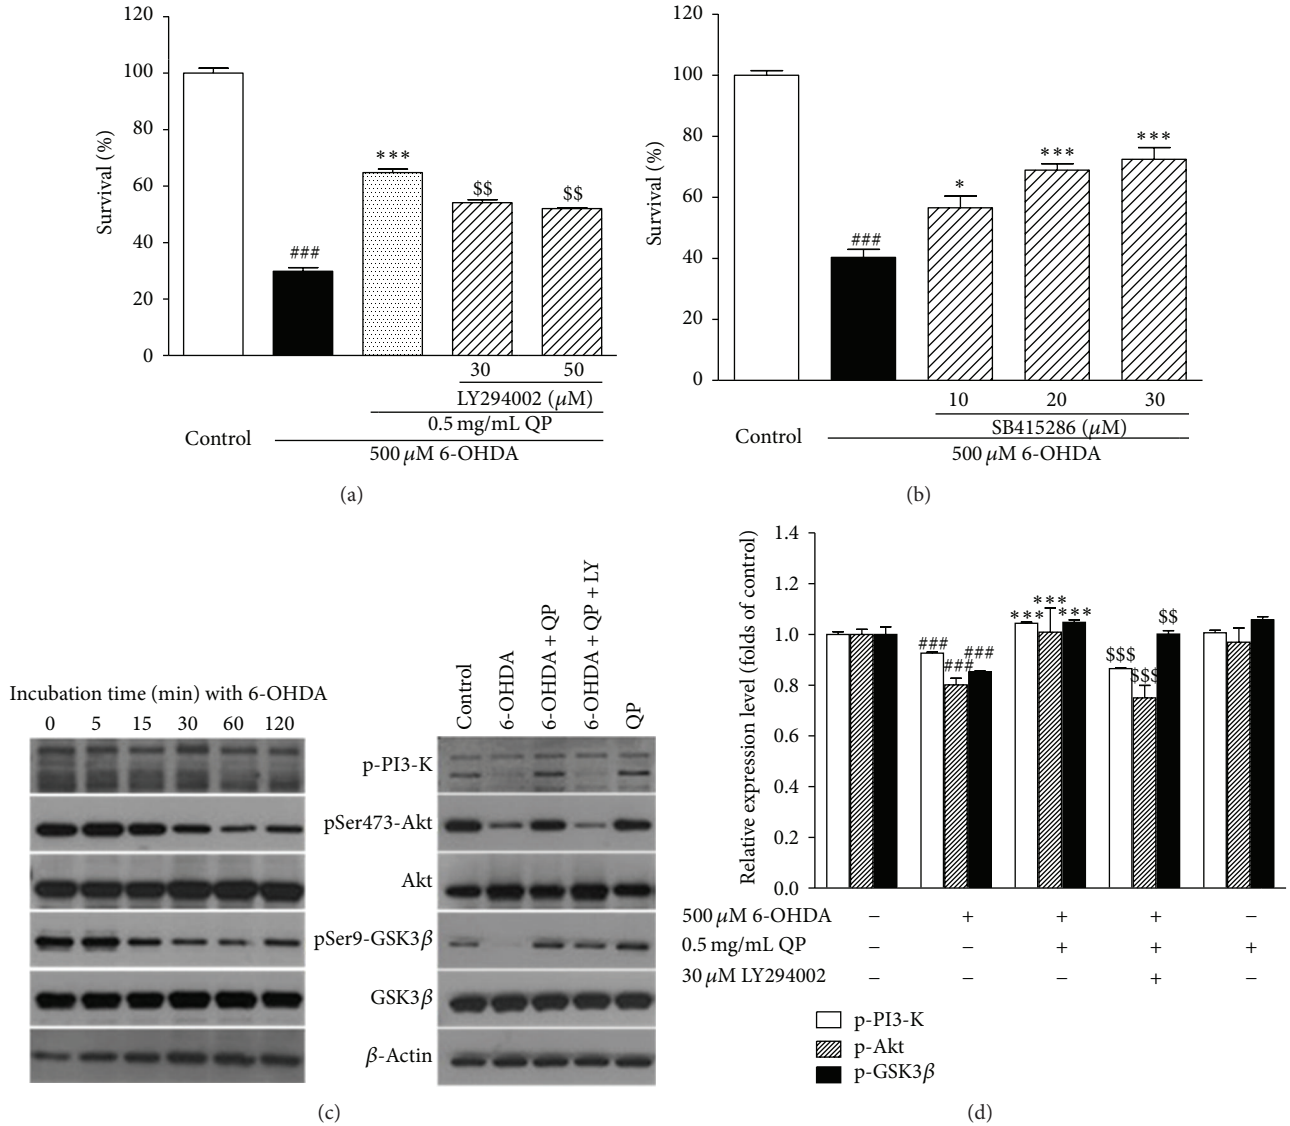 120
100
80
60
40
20
0
Survival (%)
###
***
$$
$$
30 50
LY294002 (μM)
0.5 mg/mL QP
Control
500 μM 6-OHDA
(a)
120
100
80
60
40
20
0
Survival (%)
###
*
***
***
10 20 30
SB415286 (μM)
Control
500 μM 6-OHDA
(b)
Incubation time (min) with 6-OHDA
0 5 15 30 60 120
Control
6-OHDA
6-OHDA + QP
6-OHDA + QP + LY
QP
p-PI3-K
pSer473-Akt
Akt
pSer9-GSK3β
GSK3β
β-Actin
(c)
1.4
1.2
1.0
0.8
0.6
0.4
0.2
0.0
Relative expression level (folds of control)
###
###
###
***
***
***
$$$
$$$
$$
500 μM 6-OHDA − + + + −
0.5 mg/mL QP − − + + +
30 μM LY294002 − − − + −
p-PI3-K
p-Akt
p-GSK3β
(d)